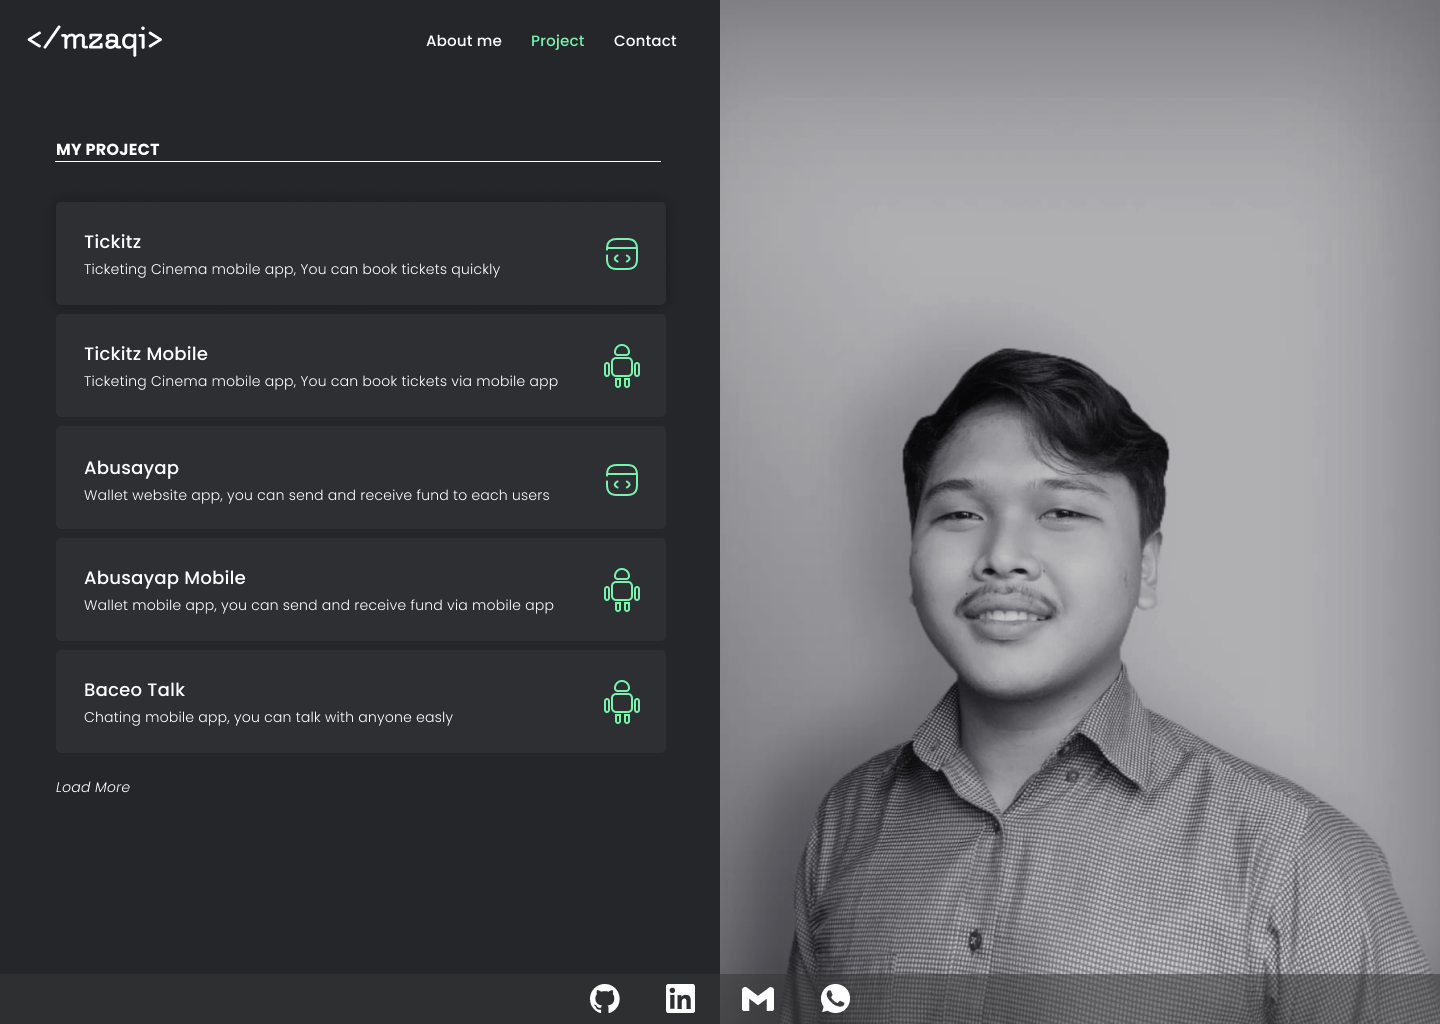 </mzaqi>
About me Project Contact
MY PROJECT
Tickitz
Ticketing Cinema mobile app, You can book tickets quickly
Tickitz Mobile
Ticketing Cinema mobile app, You can book tickets via mobile app
Abusayap
Wallet website app, you can send and receive fund to each users
Abusayap Mobile
Wallet mobile app, you can send and receive fund via mobile app
Baceo Talk
Chating mobile app, you can talk with anyone easly
Load More
in